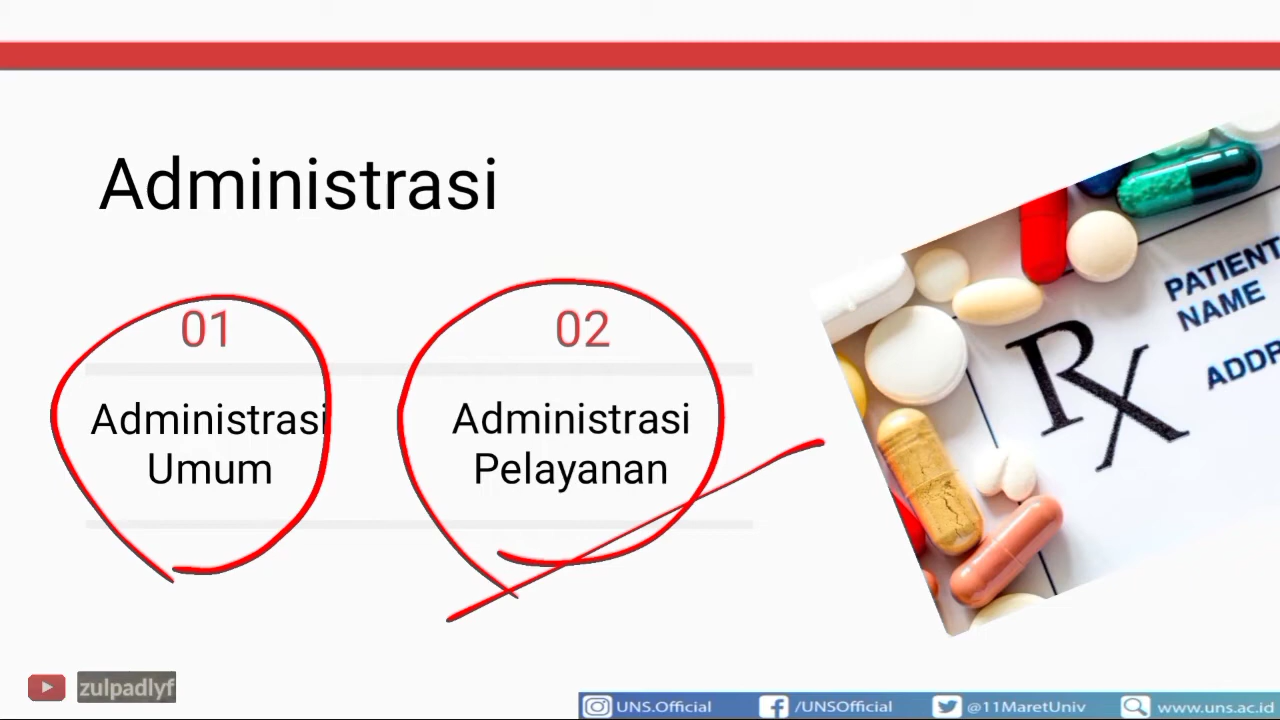 Administrasi
01
02
Administrasi
Umum
Administrasi
Pelayanan
PATIENT
NAME
Rx
zulpadlyf
UNS.Official
/UNSOfficial
@11MaretUniv
www.uns.ac.id